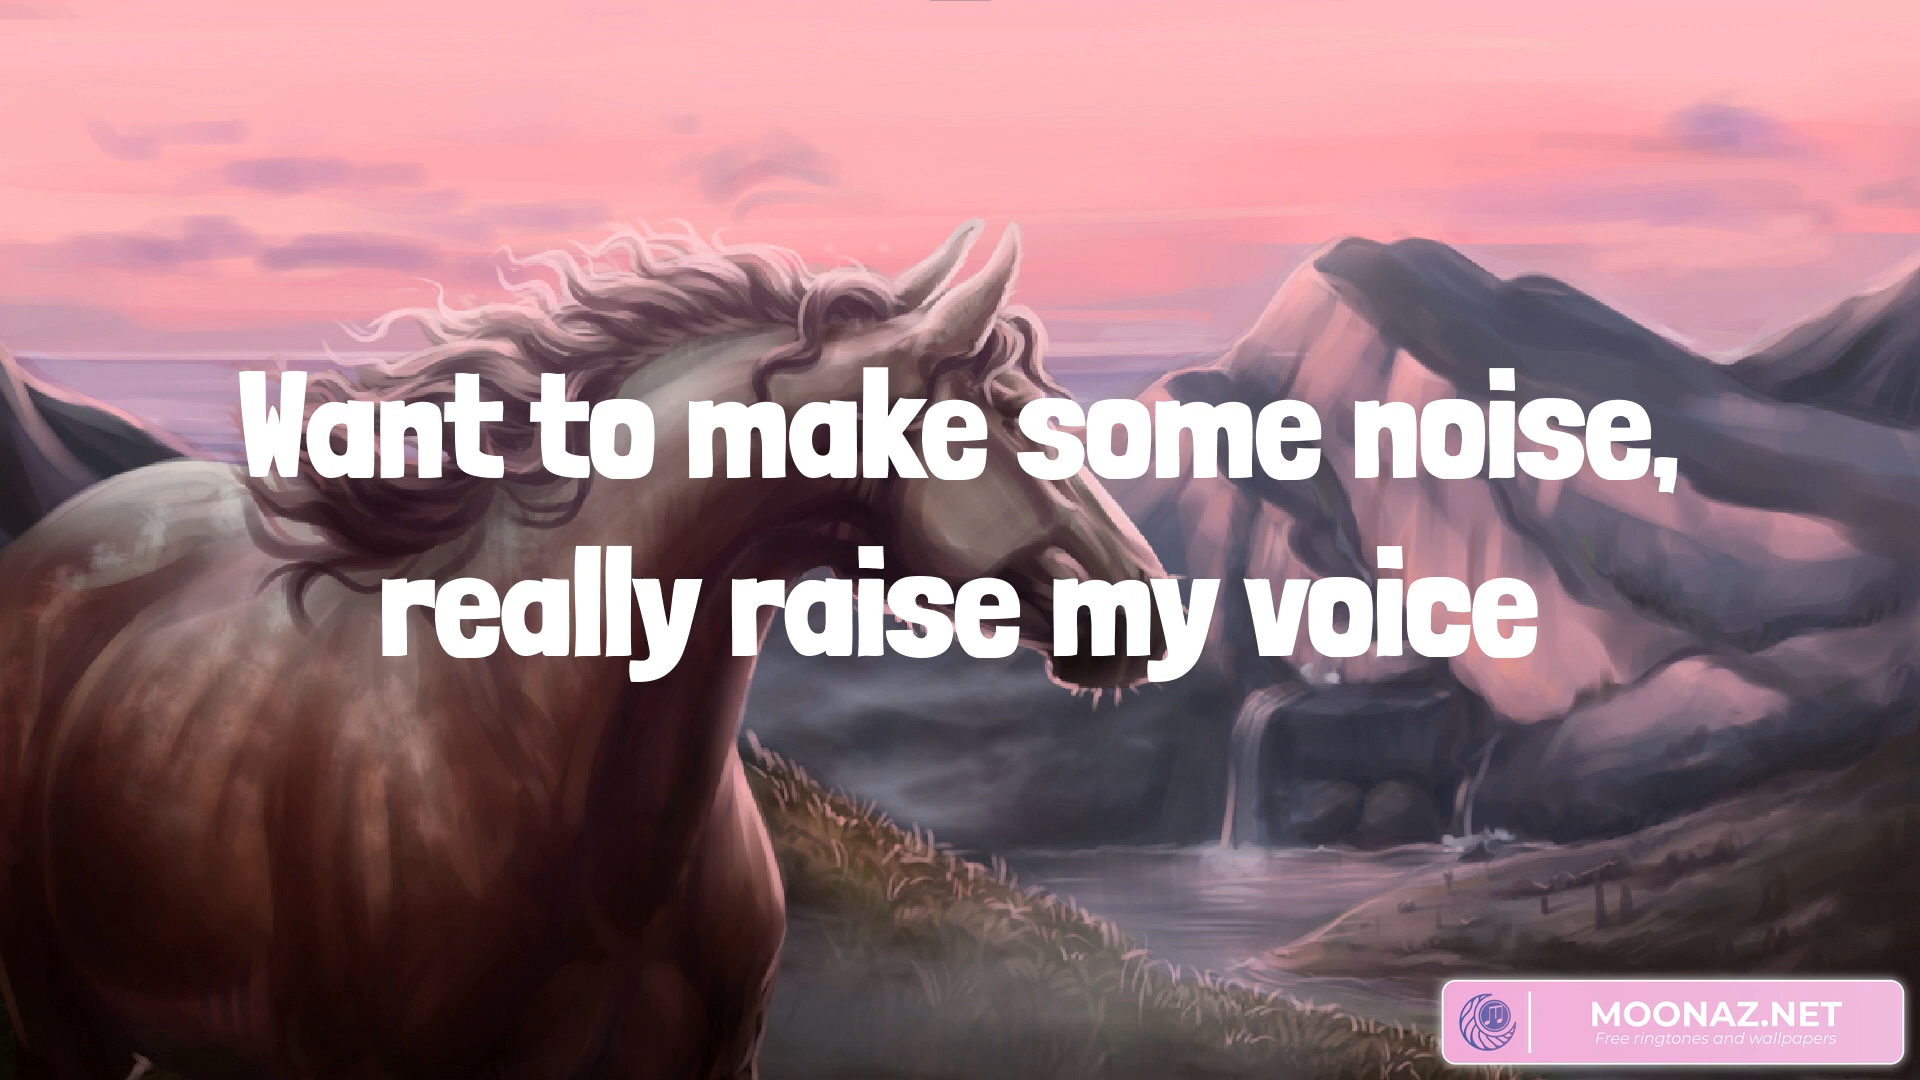 Want to make some noise,
really raise my voice
MOONAZ.NET
Free ringtones and wallpapers